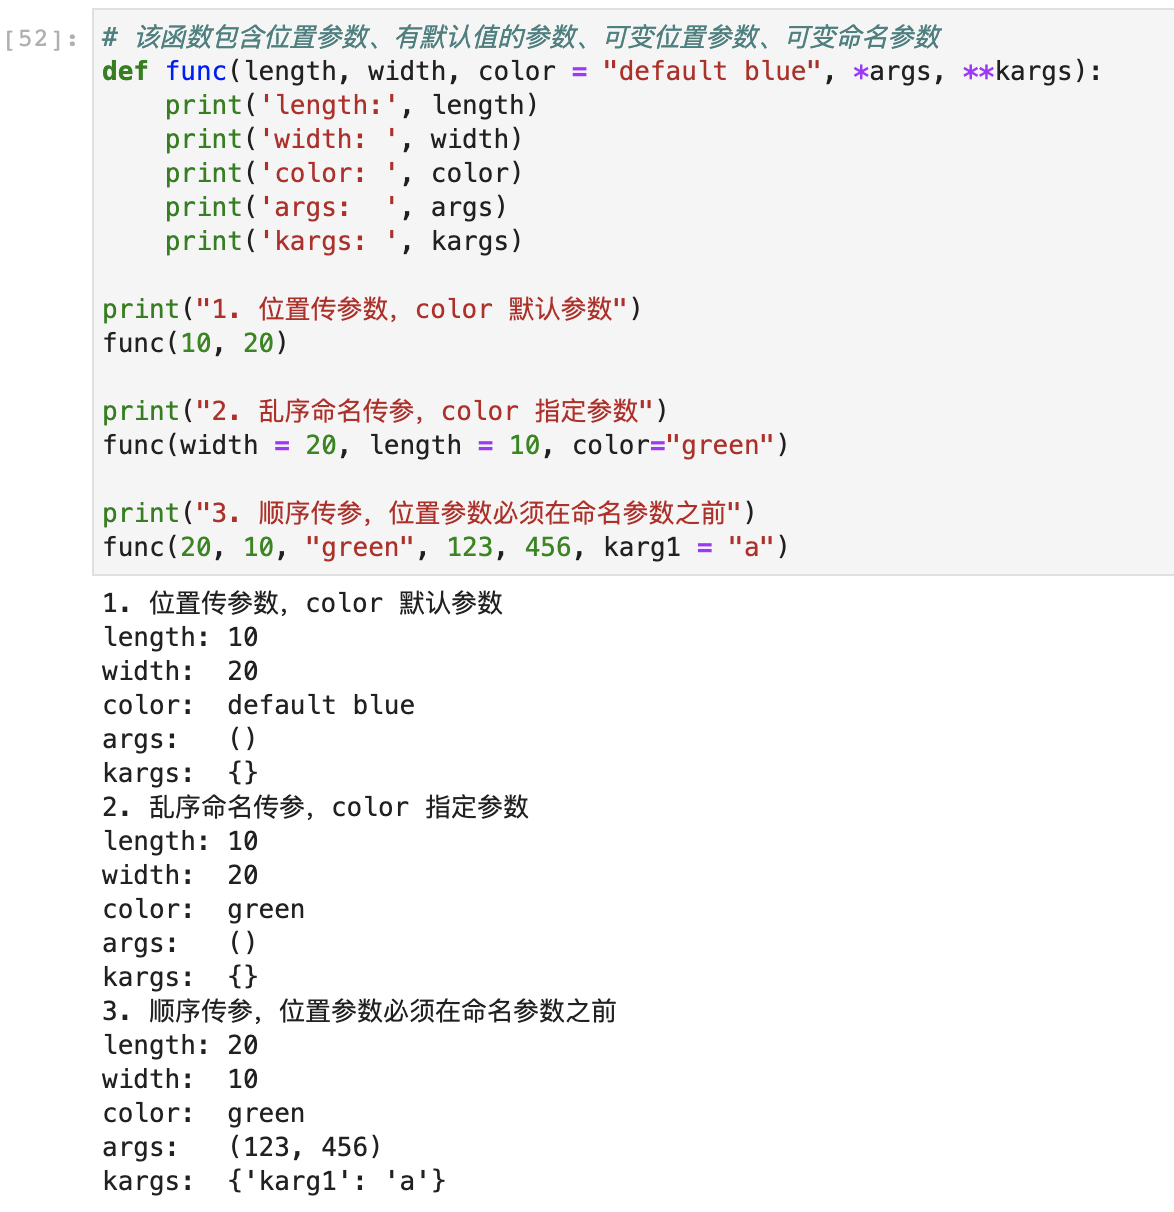 [52]:
# 该函数包含位置参数、有默认值的参数、可变位置参数、可变命名参数
def func(length, width, color = "default blue", *args, **kargs):
    print('length:', length)
    print('width: ', width)
    print('color: ', color)
    print('args:  ', args)
    print('kargs: ', kargs)

print("1. 位置传参数，color 默认参数")
func(10, 20)

print("2. 乱序命名传参，color 指定参数")
func(width = 20, length = 10, color="green")

print("3. 顺序传参，位置参数必须在命名参数之前")
func(20, 10, "green", 123, 456, karg1 = "a")
1. 位置传参数，color 默认参数
length: 10
width:  20
color:  default blue
args:   ()
kargs:  {}
2. 乱序命名传参，color 指定参数
length: 10
width:  20
color:  green
args:   ()
kargs:  {}
3. 顺序传参，位置参数必须在命名参数之前
length: 20
width:  10
color:  green
args:   (123, 456)
kargs:  {'karg1': 'a'}